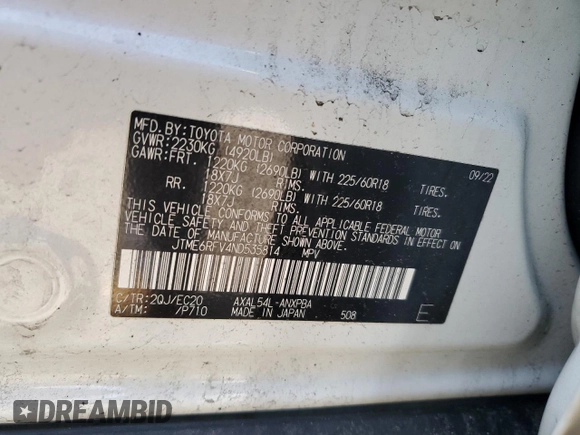 MFD.BY:TOYOTA MOTOR CORPORATION 09/22
GVWR:2230KG (4920LB)
GAWR:FRT. 1220KG (2690LB) WITH 225/60R18 TIRES.
18X7J RIMS.
RR. 1220KG (2690LB) WITH 225/60R18 TIRES.
18X7J RIMS.
THIS VEHICLE CONFORMS TO ALL APPLICABLE FEDERAL MOTOR
VEHICLE SAFETY AND THEFT PREVENTION STANDARDS IN EFFECT ON
THE DATE OF MANUFACTURE SHOWN ABOVE.
JTME6RFV4ND535514 MPV
C/TR:2QJ/EC20 AXAL54L-ANXPBA E
A/TM: /P710 MADE IN JAPAN 508
DREAMBID